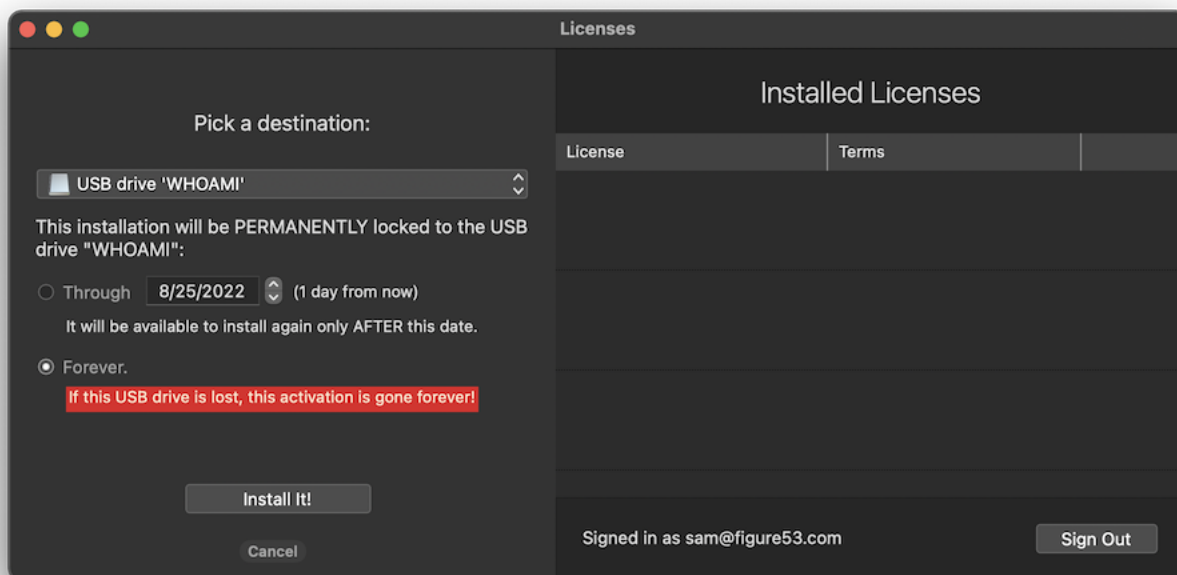 Licenses
Pick a destination:
USB drive 'WHOAMI'
This installation will be PERMANENTLY locked to the USB
drive "WHOAMI":
Through 8/25/2022 (1 day from now)
It will be available to install again only AFTER this date.
Forever.
If this USB drive is lost, this activation is gone forever!
Install It!
Cancel
Installed Licenses
License Terms
Signed in as sam@figure53.com
Sign Out